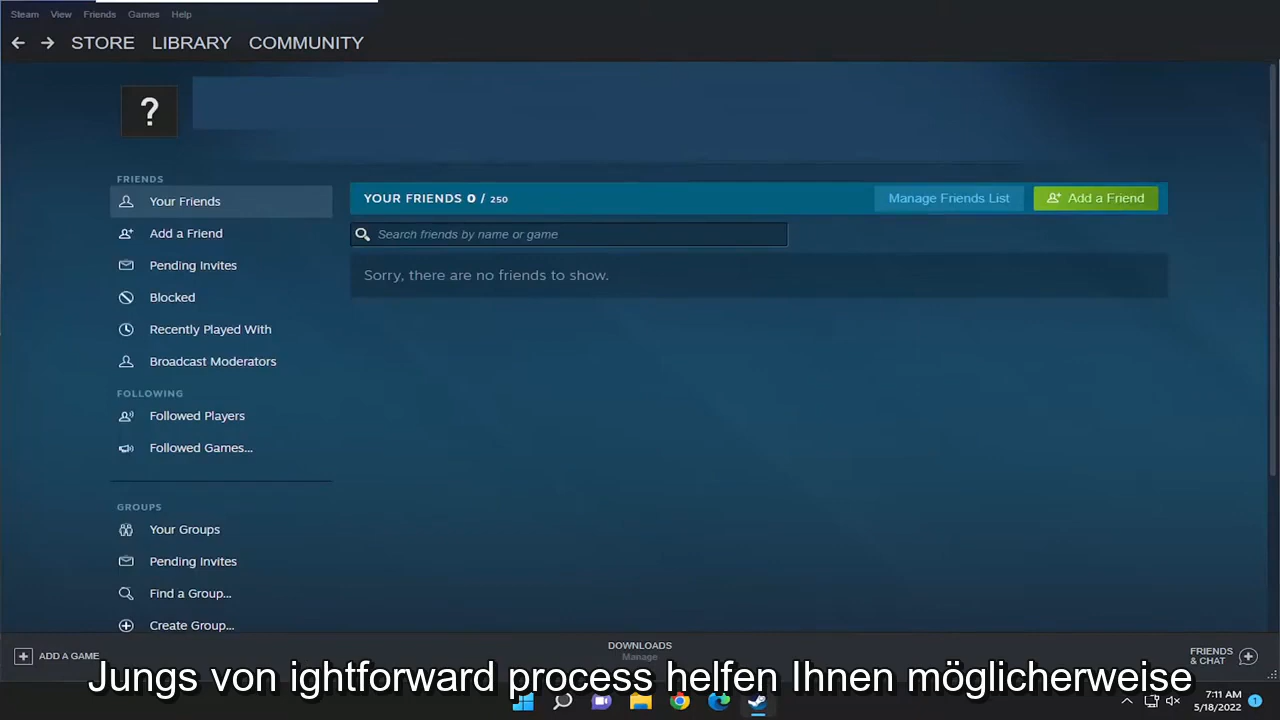 Steam View Friends Games Help
STORE LIBRARY COMMUNITY
?
FRIENDS
Your Friends
Add a Friend
Pending Invites
Blocked
Recently Played With
Broadcast Moderators
FOLLOWING
Followed Players
Followed Games...
GROUPS
Your Groups
Pending Invites
Find a Group...
Create Group...
YOUR FRIENDS 0 / 250
Manage Friends List
Add a Friend
Search friends by name or game
Sorry, there are no friends to show.
ADD A GAME
DOWNLOADS
Manage
FRIENDS
& CHAT
Jungs von ightforward process helfen Ihnen möglicherweise
7:11 AM
5/18/2022
1